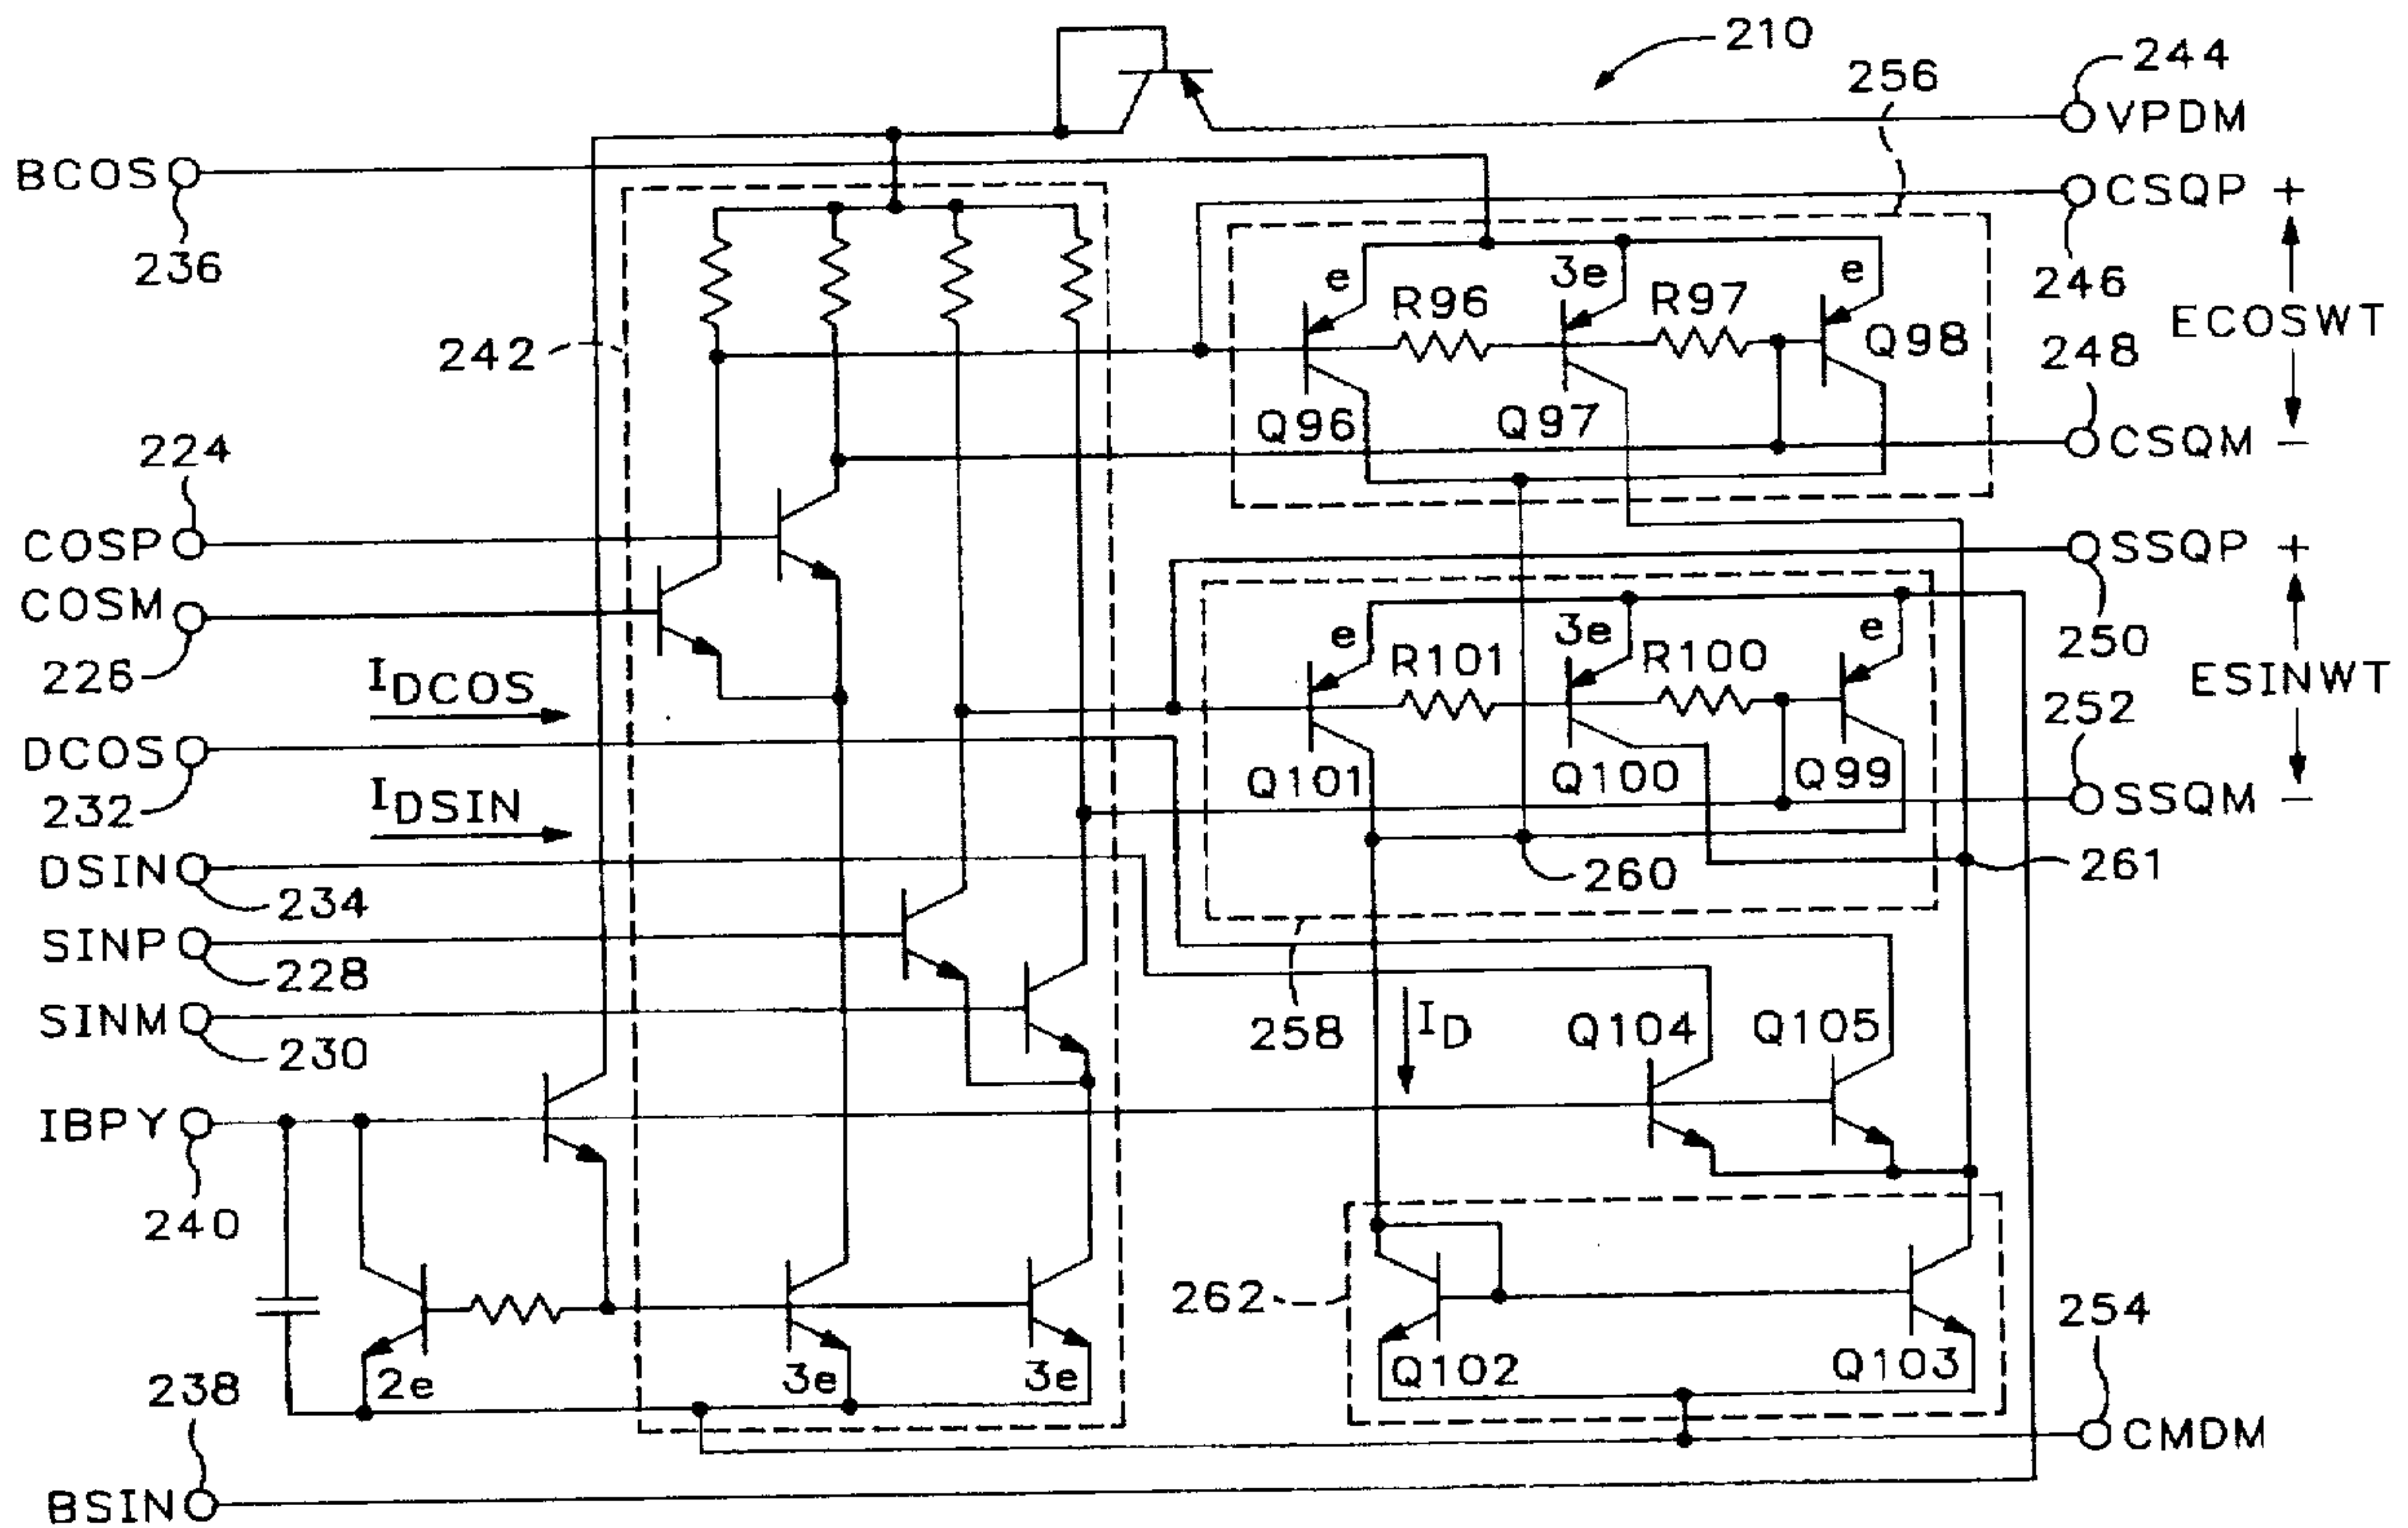 210
244
VPDM
256
BCOS
236
CSQP +
246
ECOSWT
248
CSQM −
e
3e
e
R96
R97
Q98
Q96
Q97
242
224
COSP
COSM
226
SSQP +
250
ESINWT
252
SSQM −
e
3e
e
R101
R100
Q101
Q100
Q99
IDCOS
DCOS
232
IDSIN
DSIN
234
260
261
SINP
228
SINM
230
258
ID
Q104
Q105
IBPY
240
262
254
2e
3e
3e
Q102
Q103
238
CMDM
BSIN